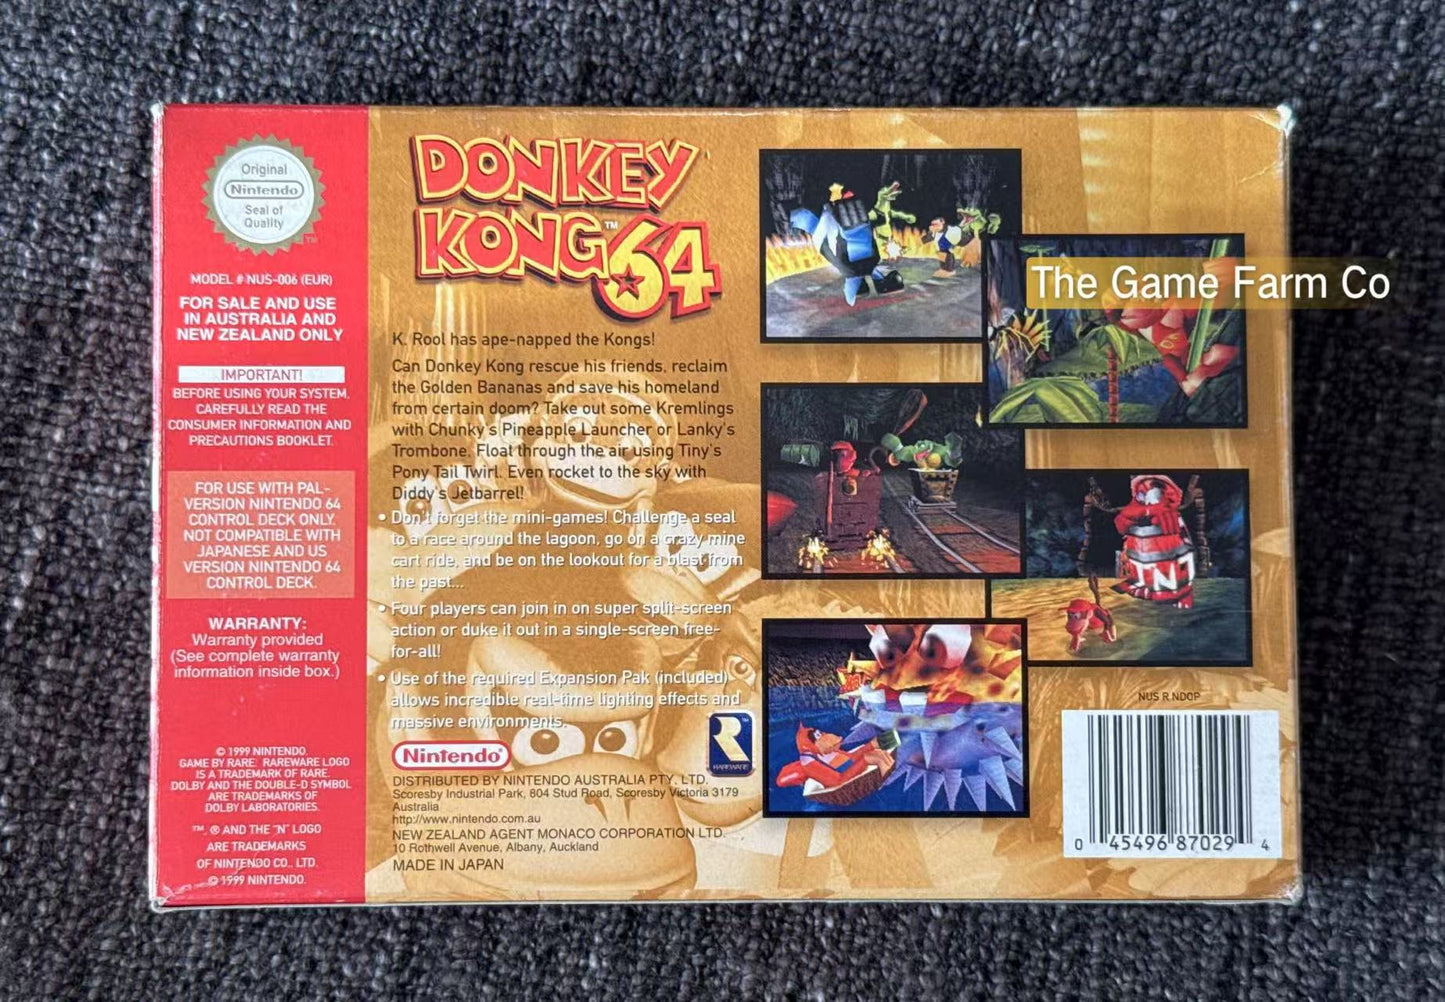 Original
Nintendo
Seal of
Quality
TM
MODEL # NUS-006 (EUR)
FOR SALE AND USE
IN AUSTRALIA AND
NEW ZEALAND ONLY
IMPORTANT!
BEFORE USING YOUR SYSTEM,
CAREFULLY READ THE
CONSUMER INFORMATION AND
PRECAUTIONS BOOKLET.
FOR USE WITH PAL-
VERSION NINTENDO 64
CONTROL DECK ONLY.
NOT COMPATIBLE WITH
JAPANESE AND US
VERSION NINTENDO 64
CONTROL DECK.
WARRANTY:
Warranty provided
(See complete warranty
information inside box.)
© 1999 NINTENDO.
GAME BY RARE. RAREWARE LOGO
IS A TRADEMARK OF RARE.
DOLBY AND THE DOUBLE-D SYMBOL
ARE TRADEMARKS OF
DOLBY LABORATORIES.
™, ® AND THE "N" LOGO
ARE TRADEMARKS
OF NINTENDO CO., LTD.
© 1999 NINTENDO.
DONKEY
KONG™ 64
K. Rool has ape-napped the Kongs!
Can Donkey Kong rescue his friends, reclaim
the Golden Bananas and save his homeland
from certain doom? Take out some Kremlings
with Chunky's Pineapple Launcher or Lanky's
Trombone. Float through the air using Tiny's
Pony Tail Twirl. Even rocket to the sky with
Diddy's Jetbarrel!
• Don't forget the mini-games! Challenge a seal
to a race around the lagoon, go on a crazy mine
cart ride, and be on the lookout for a blast from
the past...
• Four players can join in on super split-screen
action or duke it out in a single-screen free-
for-all!
• Use of the required Expansion Pak (included)
allows incredible real-time lighting effects and
massive environments.
Nintendo®
R
RAREWARE
DISTRIBUTED BY NINTENDO AUSTRALIA PTY. LTD.
Scoresby Industrial Park, 804 Stud Road, Scoresby Victoria 3179
Australia
http://www.nintendo.com.au
NEW ZEALAND AGENT MONACO CORPORATION LTD.
10 Rothwell Avenue, Albany, Auckland
MADE IN JAPAN
The Game Farm Co
TNT
NUS R NDOP
0 45496 87029 4